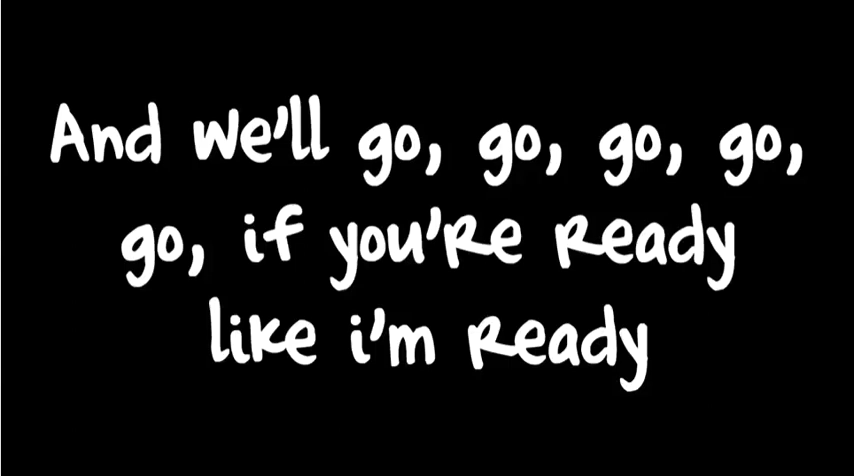 And we'll go, go, go, go,
go, if you're ready
like i'm ready